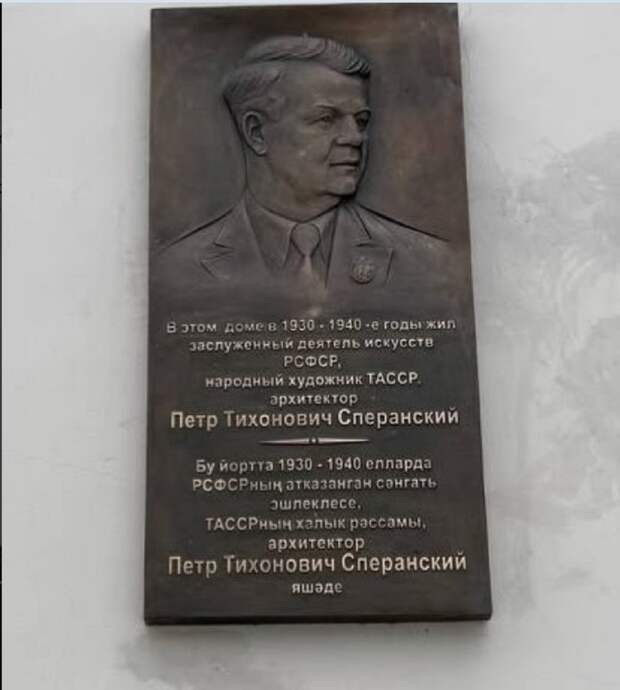 В этом доме в 1930 - 1940 -е годы жил
заслуженный деятель искусств
РСФСР,
народный художник ТАССР.
архитектор
Петр Тихонович Сперанский
Бу йортта 1930 - 1940 елларда
РСФСРның атказанган сәнгать
эшлеклесе,
ТАССРның халык рәссамы,
архитектор
Петр Тихонович Сперанский
яшәде